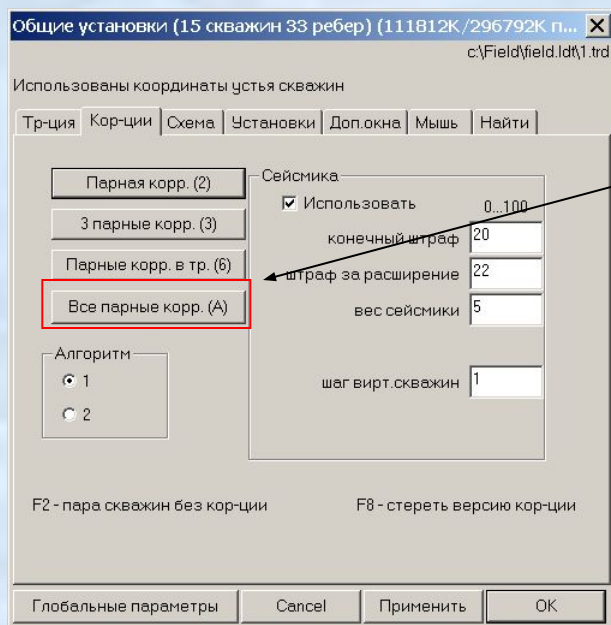 Общие установки (15 скважин 33 ребер) (111812K/296792K п...
c:\Field\field.ldt\1.trd
Использованы координаты устья скважин
Тр-ция Кор-ции Схема Установки Доп.окна Мышь Найти
Парная корр. (2)
3 парные корр. (3)
Парные корр. в тр. (6)
Все парные корр. (А)
Алгоритм
1
2
Сейсмика
Использовать 0...100
конечный штраф 20
штраф за расширение 22
вес сейсмики 5
шаг вирт.скважин 1
F2 - пара скважин без кор-ции F8 - стереть версию кор-ции
Глобальные параметры Cancel Применить OK